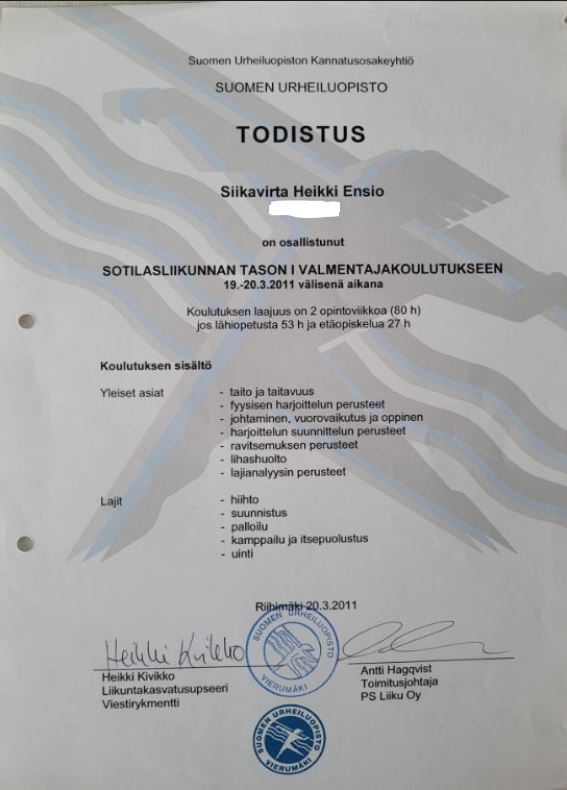 Suomen Urheiluopiston Kannatusosakeyhtiö
SUOMEN URHEILUOPISTO
TODISTUS
Siikavirta Heikki Ensio
on osallistunut
SOTILASLIIKUNNAN TASON I VALMENTAJAKOULUTUKSEEN
19.-20.3.2011 välisenä aikana
Koulutuksen laajuus on 2 opintoviikkoa (80 h)
jos lähiopetusta 53 h ja etäopiskelua 27 h
Koulutuksen sisältö
Yleiset asiat - taito ja taitavuus
- fyysisen harjoittelun perusteet
- johtaminen, vuorovaikutus ja oppinen
- harjoittelun suunnittelun perusteet
- ravitsemuksen perusteet
- lihashuolto
- lajianalyysin perusteet
Lajit - hiihto
- suunnistus
- palloilu
- kamppailu ja itsepuolustus
- uinti
Riihimäki 20.3.2011
SUOMEN URHEILUOPISTO
VIERUMÄKI
Heikki Kivikko
Heikki Kivikko
Liikuntakasvatusupseeri
Viestirykmentti
Antti Hagqvist
Toimitusjohtaja
PS Liiku Oy
SUOMEN URHEILUOPISTO
VIERUMÄKI